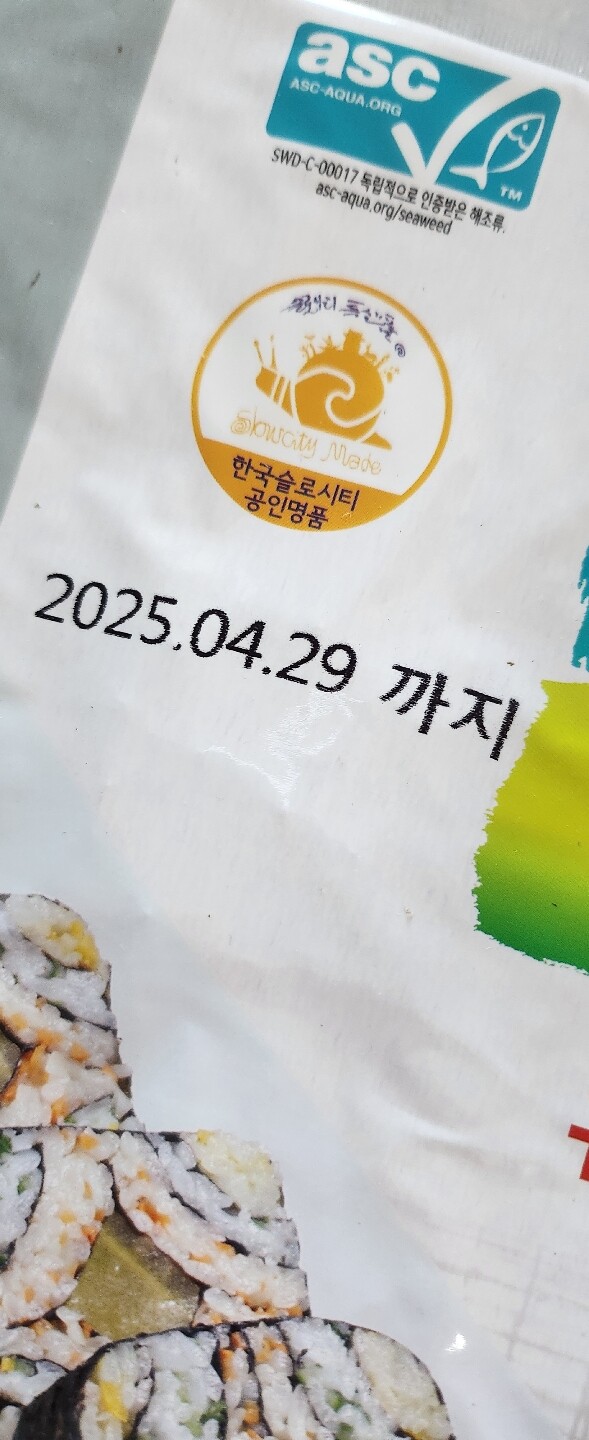 asc
ASC-AQUA.ORG
TM
SWD-C-00017 독립적으로 인증받은 해조류.
asc-aqua.org/seaweed
Slowcity Made
한국슬로시티
공인명품
2025.04.29 까지